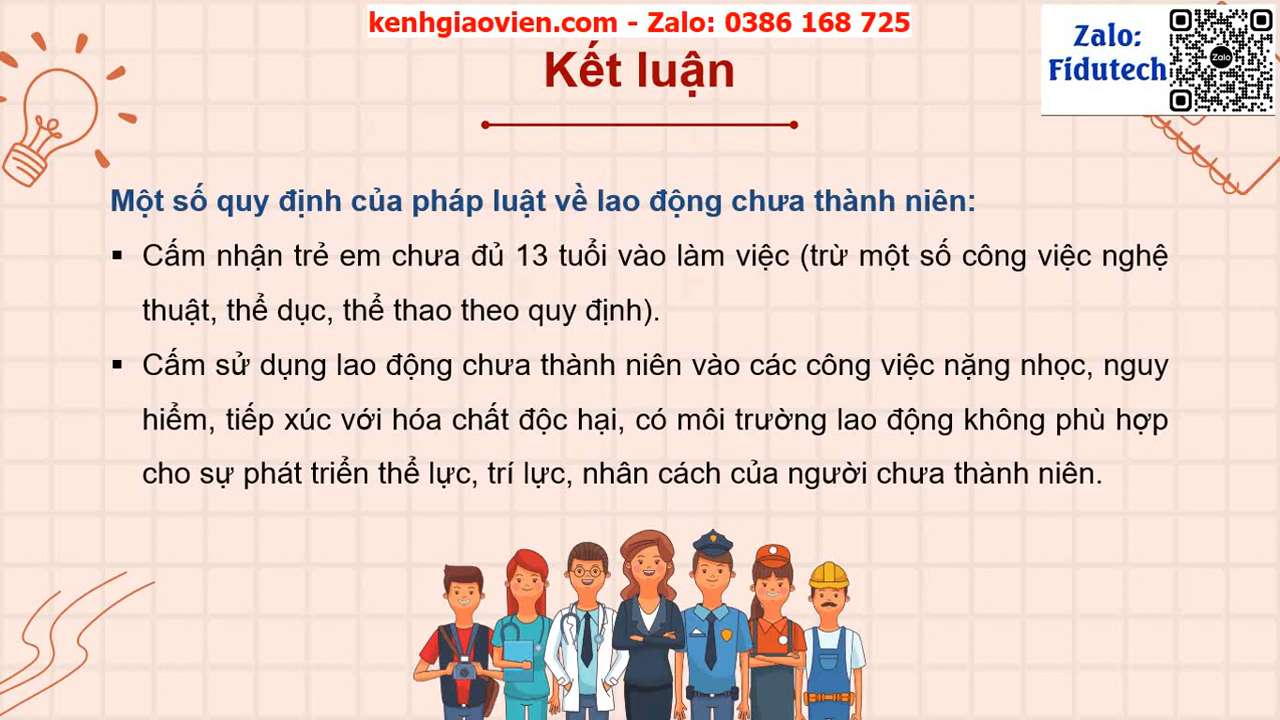 kenhgiaovien.com - Zalo: 0386 168 725
Zalo:
Fidutech
Zalo
Kết luận
Một số quy định của pháp luật về lao động chưa thành niên:
▪ Cấm nhận trẻ em chưa đủ 13 tuổi vào làm việc (trừ một số công việc nghệ
thuật, thể dục, thể thao theo quy định).
▪ Cấm sử dụng lao động chưa thành niên vào các công việc nặng nhọc, nguy
hiểm, tiếp xúc với hóa chất độc hại, có môi trường lao động không phù hợp
cho sự phát triển thể lực, trí lực, nhân cách của người chưa thành niên.